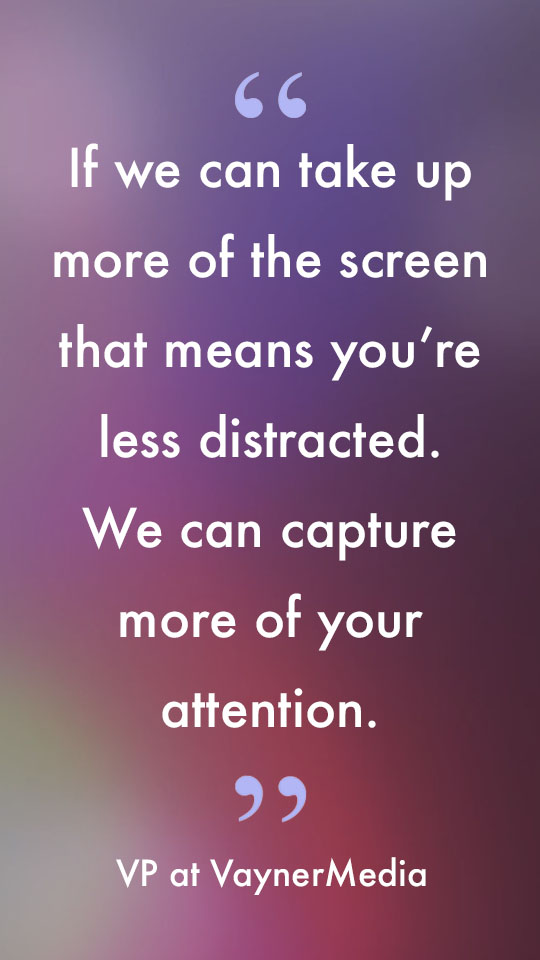 “
If we can take up
more of the screen
that means you’re
less distracted.
We can capture
more of your
attention.
”
VP at VaynerMedia